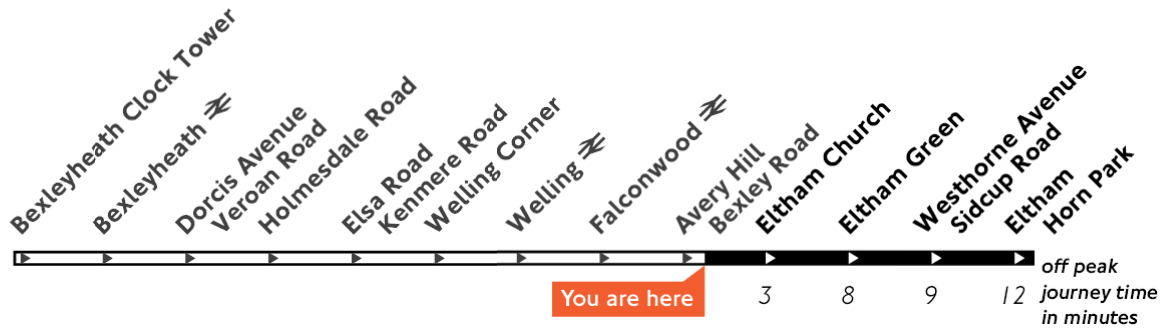 Bexleyheath Clock Tower
Bexleyheath
Dorcis Avenue
Veroan Road
Holmesdale Road
Elsa Road
Kenmere Road
Welling Corner
Welling
Falconwood
Avery Hill
Bexley Road
Eltham Church
Eltham Green
Westhorne Avenue
Sidcup Road
Eltham
Horn Park
You are here
3 8 9 12
off peak
journey time
in minutes